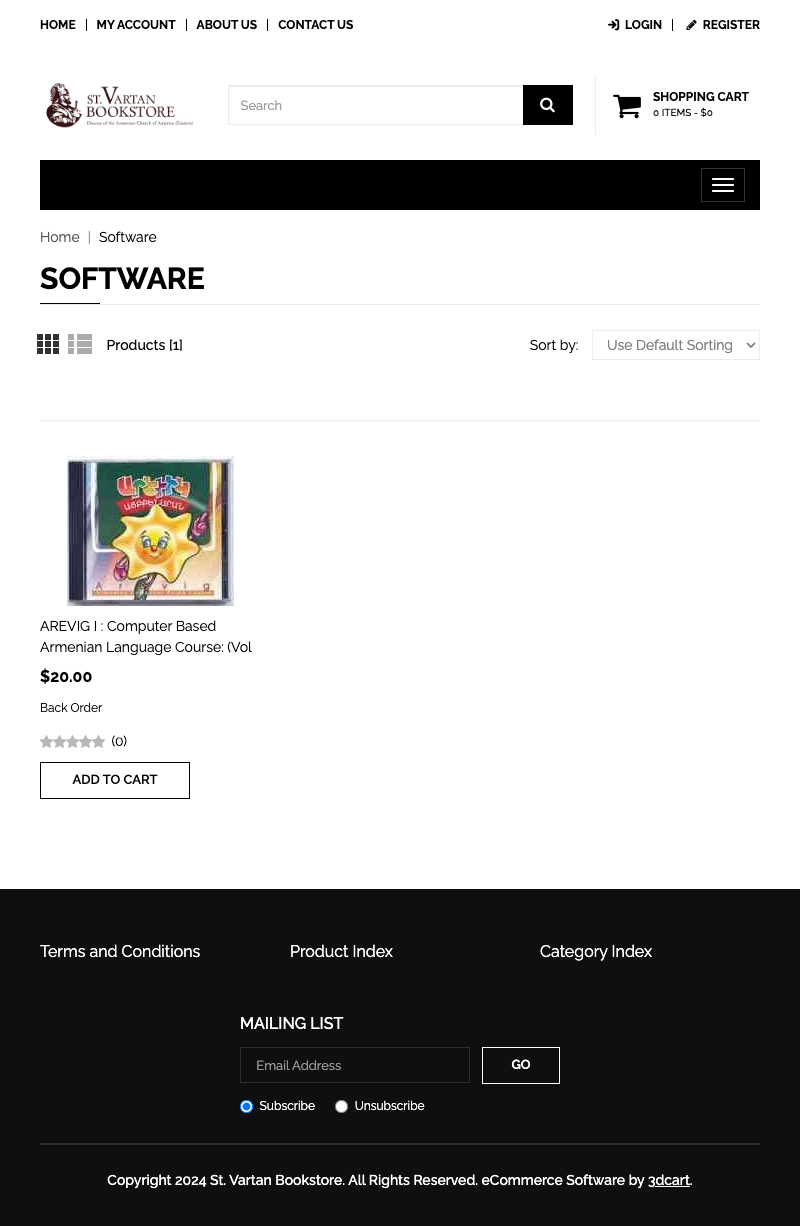 HOME
MY ACCOUNT
ABOUT US
CONTACT US
LOGIN
REGISTER
ST. VARTAN
BOOKSTORE
Diocese of the Armenian Church of America (Eastern)
Search
SHOPPING CART
0 ITEMS - $0
Home | Software
SOFTWARE
Products [1]
Sort by:
Use Default Sorting
Արեւիկ
ԱՅԲԲԵՆԱՐԱՆ
Arevig
AREVIG I : Computer Based
Armenian Language Course: (Vol
$20.00
Back Order
(0)
ADD TO CART
Terms and Conditions
Product Index
Category Index
MAILING LIST
Email Address
GO
Subscribe
Unsubscribe
Copyright 2024 St. Vartan Bookstore. All Rights Reserved. eCommerce Software by 3dcart.